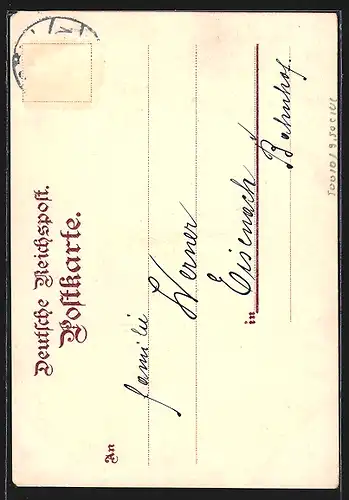 Deutsche Reichspost.
Postkarte.
An
familie
Werner
in Eisenach
Bahnhof.